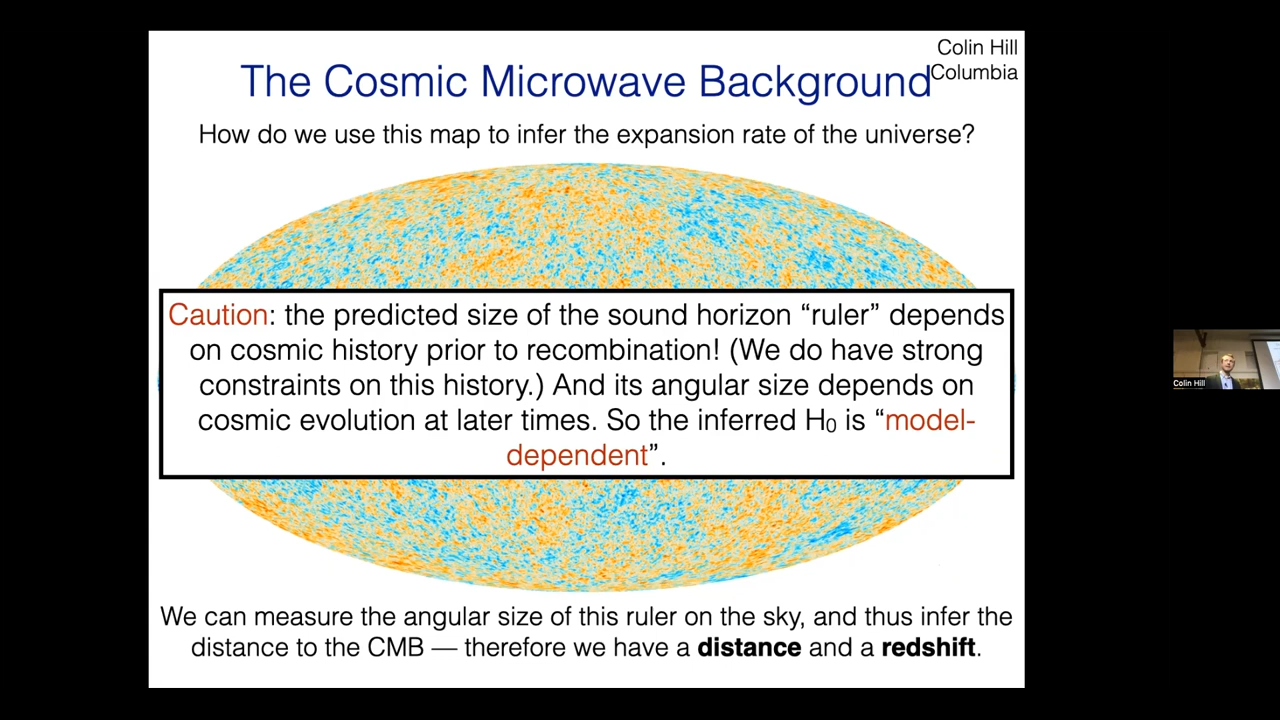 Colin Hill
Columbia
The Cosmic Microwave Background
How do we use this map to infer the expansion rate of the universe?
Caution: the predicted size of the sound horizon “ruler” depends
on cosmic history prior to recombination! (We do have strong
constraints on this history.) And its angular size depends on
cosmic evolution at later times. So the inferred H₀ is “model-
dependent”.
We can measure the angular size of this ruler on the sky, and thus infer the
distance to the CMB — therefore we have a distance and a redshift.
Colin Hill